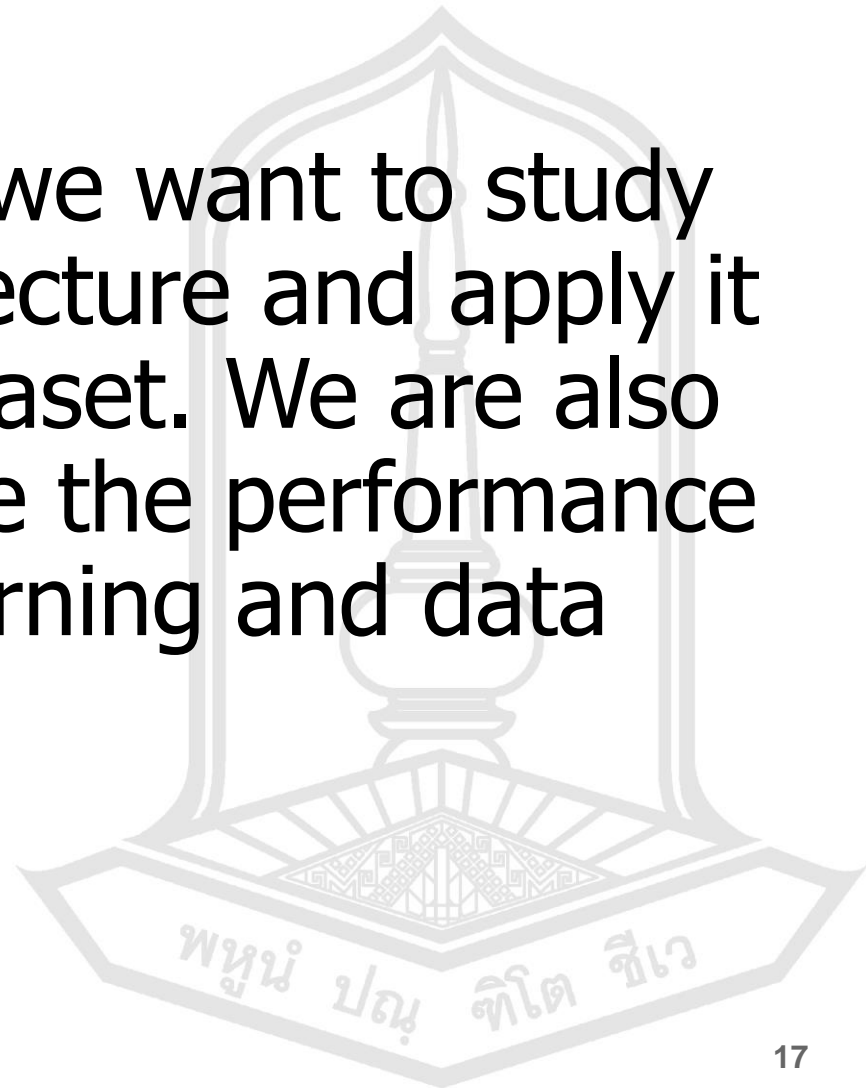 we want to study
ecture and apply it
aset. We are also
e the performance
rning and data
พหูนํ ปณฺฑิโต ชีเว
17